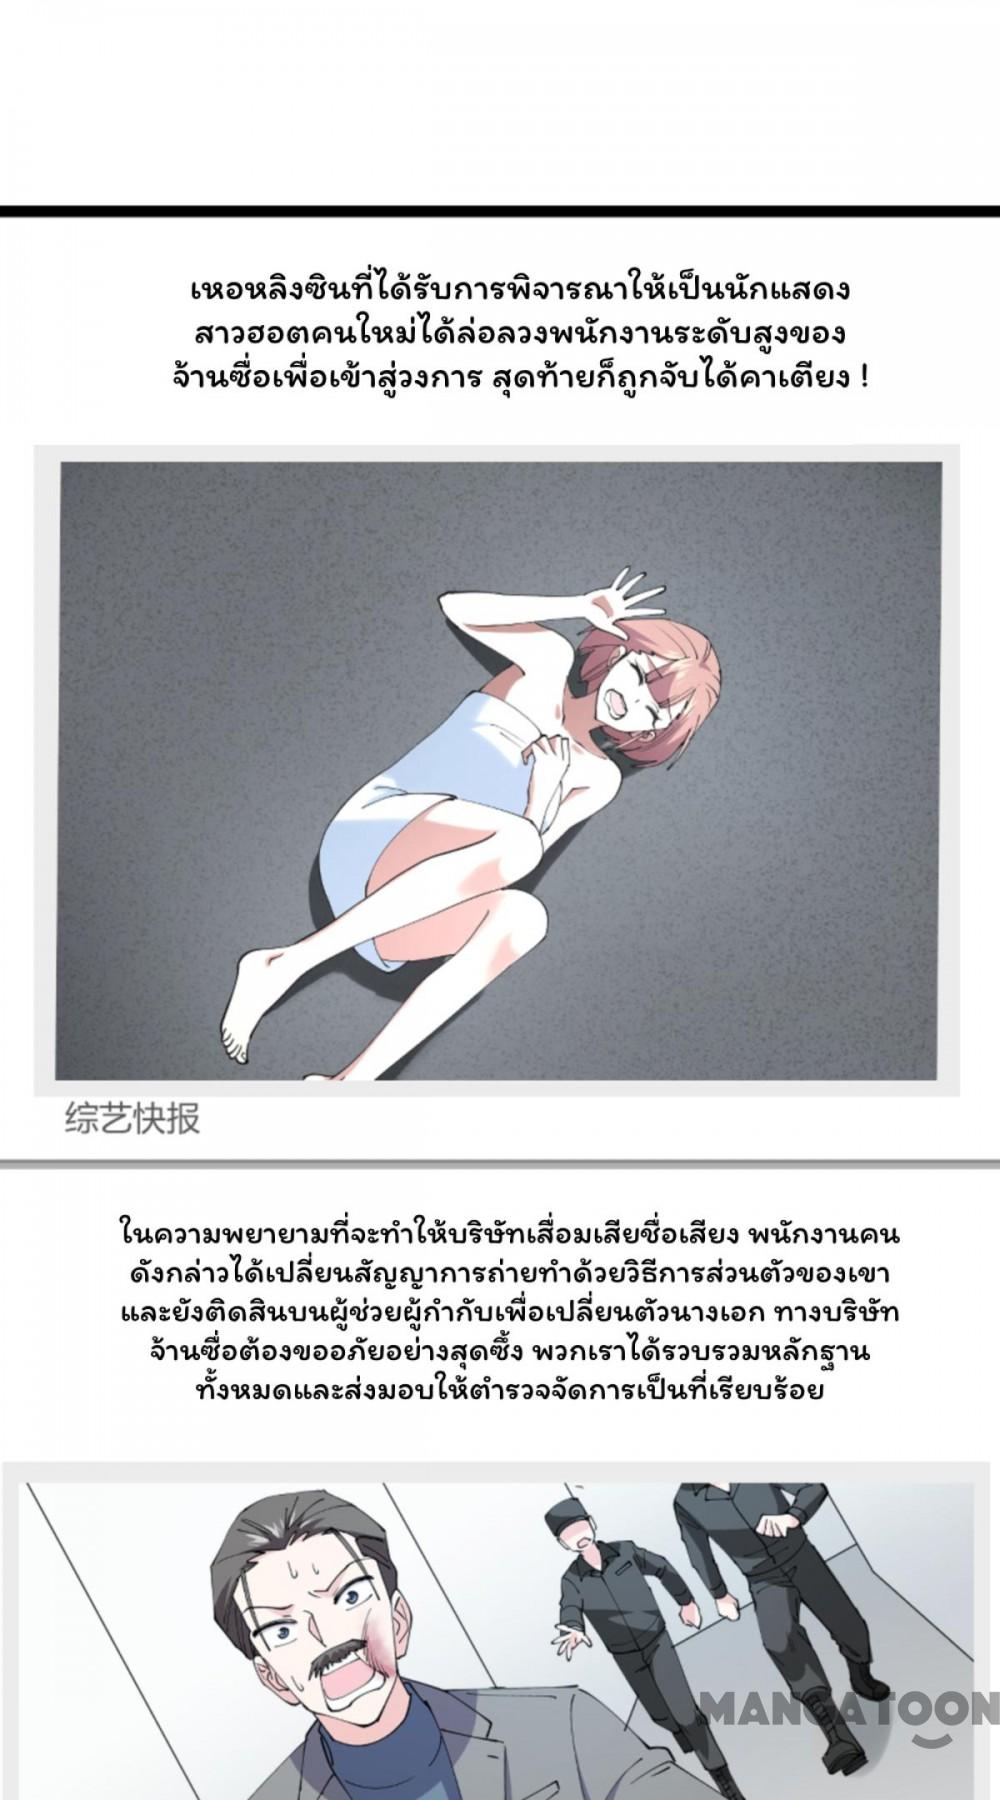 เหอหลิงซินที่ได้รับการพิจารณาให้เป็นนักแสดง
สาวฮอตคนใหม่ได้ล่อลวงพนักงานระดับสูงของ
จ้านซื่อเพื่อเข้าสู่วงการ สุดท้ายก็ถูกจับได้คาเตียง !
综艺快报
ในความพยายามที่จะทำให้บริษัทเสื่อมเสียชื่อเสียง พนักงานคน
ดังกล่าวได้เปลี่ยนสัญญาการถ่ายทำด้วยวิธีการส่วนตัวของเขา
และยังติดสินบนผู้ช่วยผู้กำกับเพื่อเปลี่ยนตัวนางเอก ทางบริษัท
จ้านซื่อต้องขออภัยอย่างสุดซึ้ง พวกเราได้รวบรวมหลักฐาน
ทั้งหมดและส่งมอบให้ตำรวจจัดการเป็นที่เรียบร้อย
MANGATOON